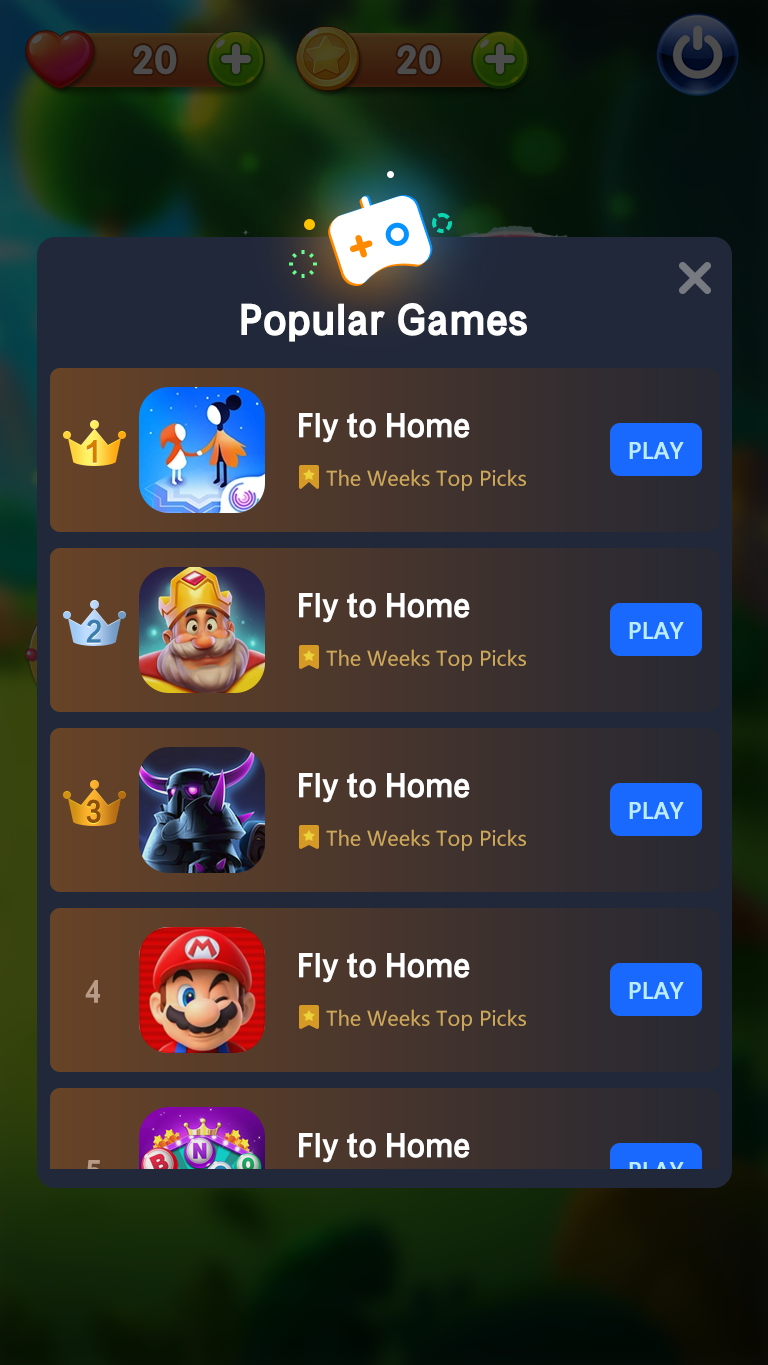 20
20
Popular Games
1
Fly to Home
The Weeks Top Picks
PLAY
2
Fly to Home
The Weeks Top Picks
PLAY
3
Fly to Home
The Weeks Top Picks
PLAY
4
M
Fly to Home
The Weeks Top Picks
PLAY
5
B N G O
Fly to Home
PLAY